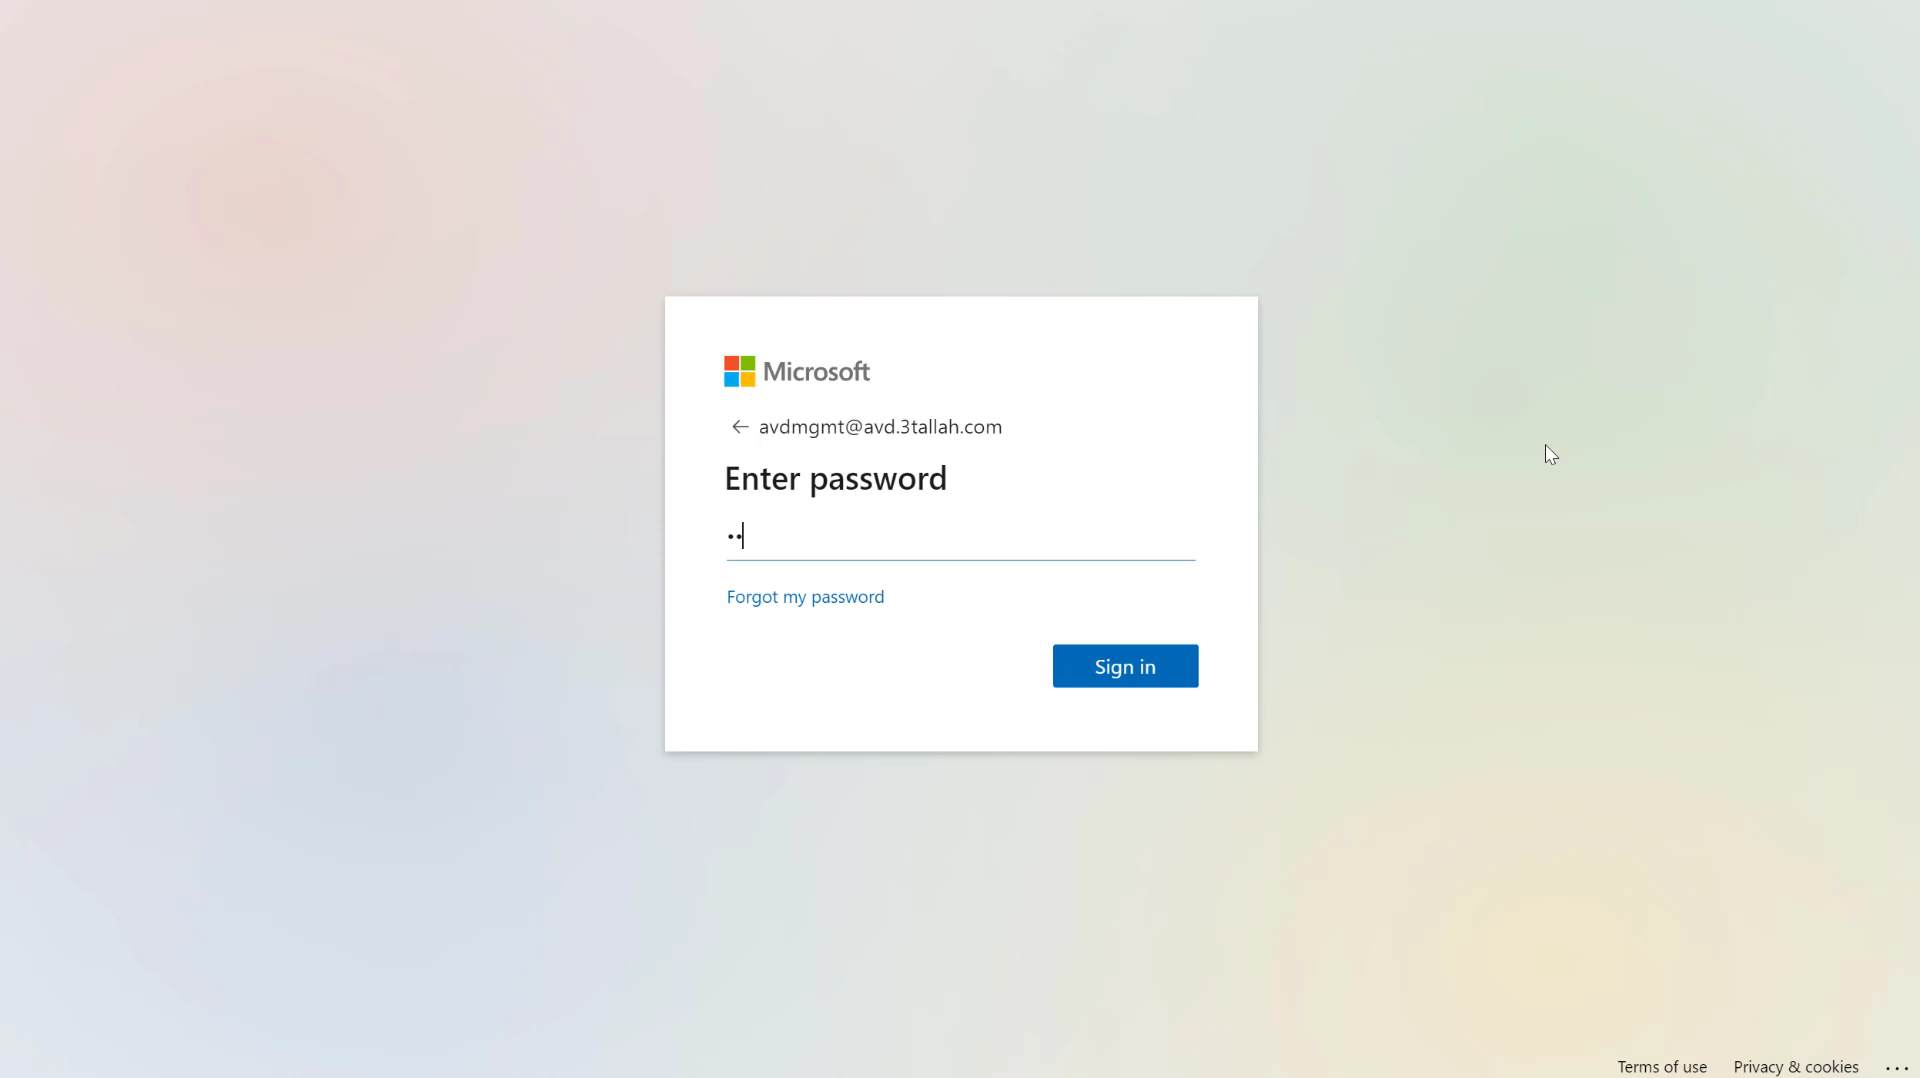 Microsoft
← avdmgmt@avd.3tallah.com
Enter password
••
Forgot my password
Sign in
Terms of use Privacy & cookies ...